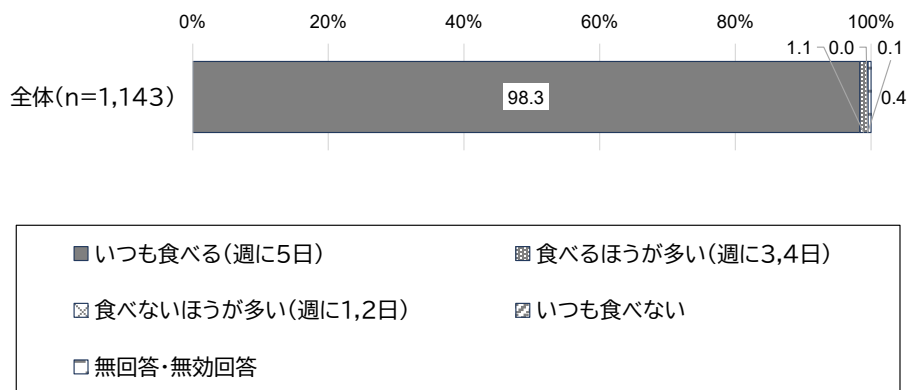 0% 20% 40% 60% 80% 100%
1.1 0.0 0.1
全体(n=1,143) 98.3 0.4
いつも食べる(週に5日) 食べるほうが多い(週に3,4日)
食べないほうが多い(週に1,2日) いつも食べない
無回答・無効回答